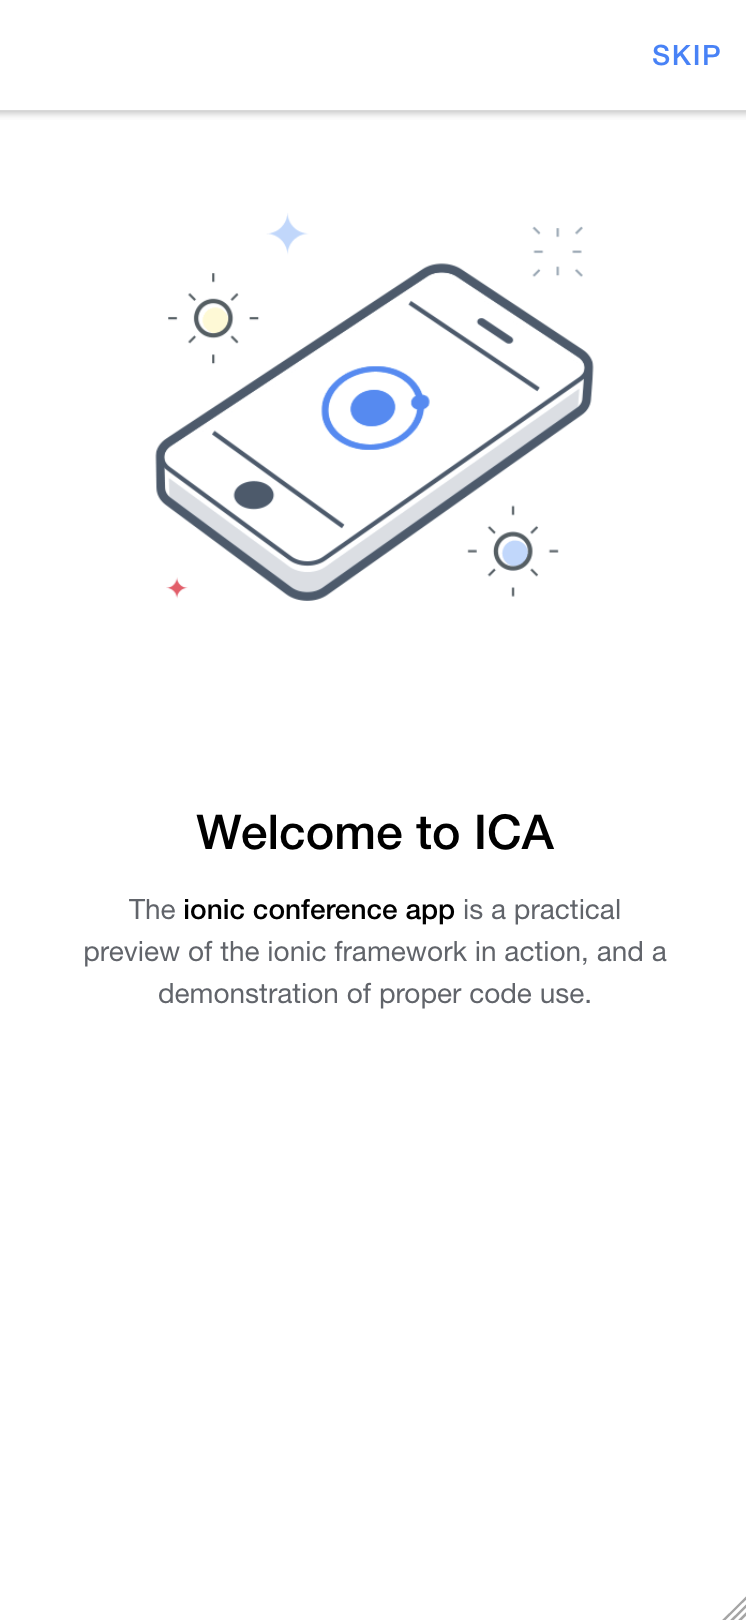 SKIP
Welcome to ICA
The ionic conference app is a practical
preview of the ionic framework in action, and a
demonstration of proper code use.